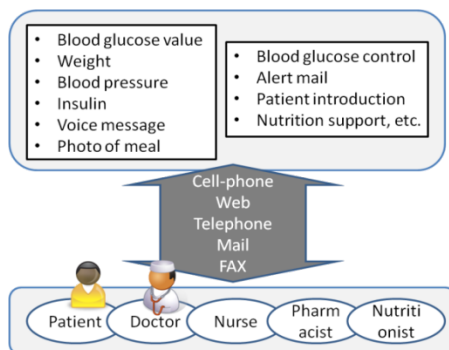 • Blood glucose value
• Weight
• Blood pressure
• Insulin
• Voice message
• Photo of meal
• Blood glucose control
• Alert mail
• Patient introduction
• Nutrition support, etc.
Cell-phone
Web
Telephone
Mail
FAX
Patient
Doctor
Nurse
Pharm
acist
Nutriti
onist